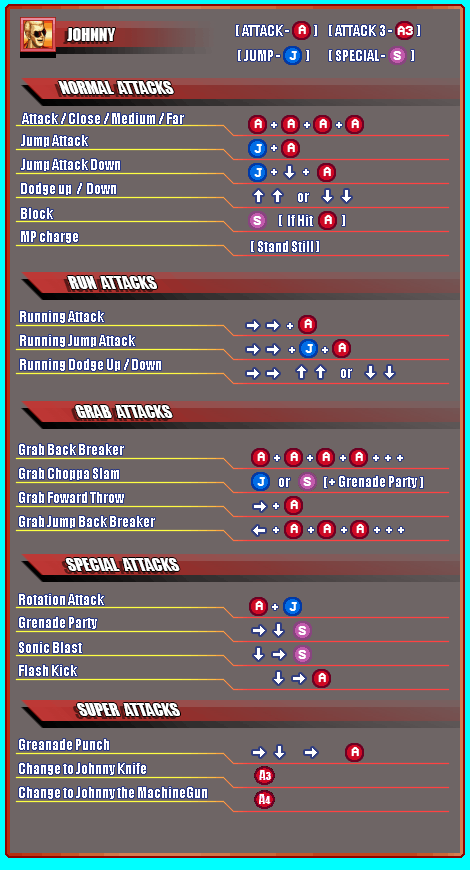 JOHNNY [ ATTACK - A ] [ ATTACK 3 - A3 ]
[ JUMP - J ] [ SPECIAL - S ]
NORMAL ATTACKS
Attack / Close / Medium / Far A + A + A + A
Jump Attack J + A
Jump Attack Down J + ↓ + A
Dodge up / Down ↑ ↑ or ↓ ↓
Block S [ If Hit A ]
MP charge [ Stand Still ]
RUN ATTACKS
Running Attack → → + A
Running Jump Attack → → + J + A
Running Dodge Up / Down → → ↑ ↑ or ↓ ↓
GRAB ATTACKS
Grab Back Breaker A + A + A + A + + +
Grab Choppa Slam J or S [ + Grenade Party ]
Grab Foward Throw → + A
Grab Jump Back Breaker ← + A + A + A + + +
SPECIAL ATTACKS
Rotation Attack A + J
Grenade Party → ↓ S
Sonic Blast ↓ → S
Flash Kick ↓ → A
SUPER ATTACKS
Greanade Punch → ↓ → A
Change to Johnny Knife A3
Change to Johnny the MachineGun A4